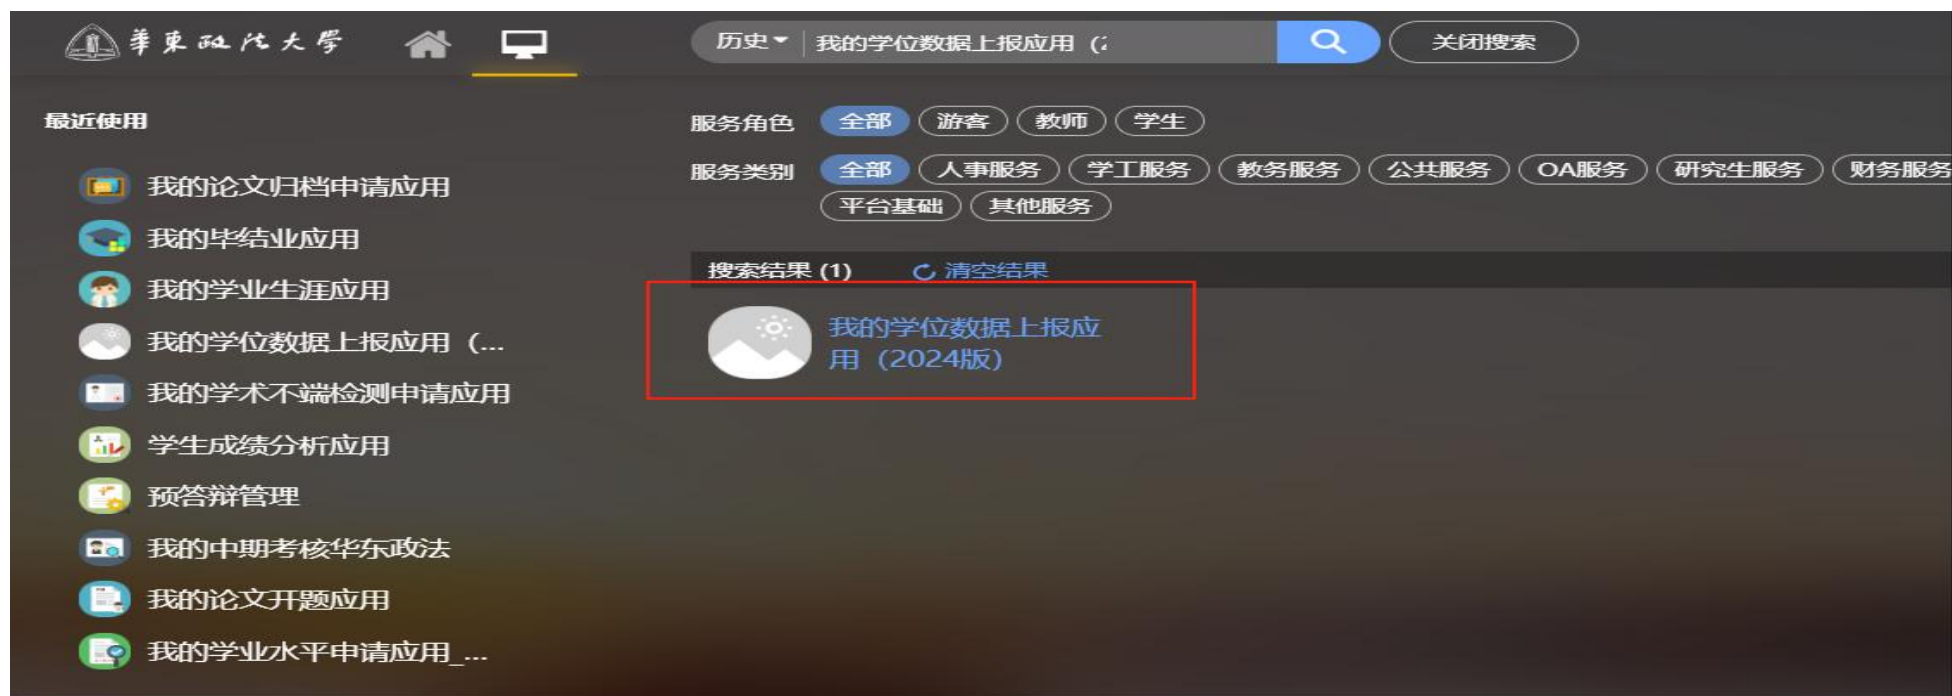 華東政法大學
历史 我的学位数据上报应用（2
关闭搜索
最近使用
我的论文归档申请应用
我的毕结业应用
我的学业生涯应用
我的学位数据上报应用（...
我的学术不端检测申请应用
学生成绩分析应用
预答辩管理
我的中期考核华东政法
我的论文开题应用
我的学业水平申请应用_...
服务角色 全部 游客 教师 学生
服务类别 全部 人事服务 学工服务 教务服务 公共服务 OA服务 研究生服务 财务服务
平台基础 其他服务
搜索结果 (1) 清空结果
我的学位数据上报应
用（2024版）